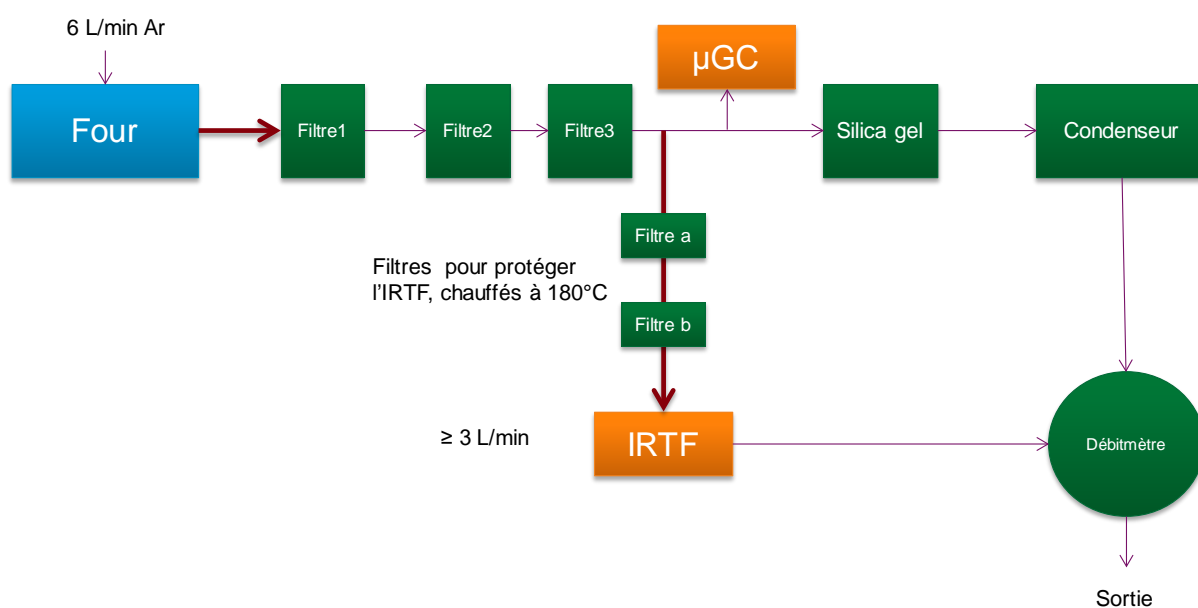 6 L/min Ar
µGC
Four
Filtre1
Filtre2
Filtre3
Silica gel
Condenseur
Filtre a
Filtres pour protéger
l'IRTF, chauffés à 180°C
Filtre b
≥ 3 L/min
IRTF
Débitmètre
Sortie